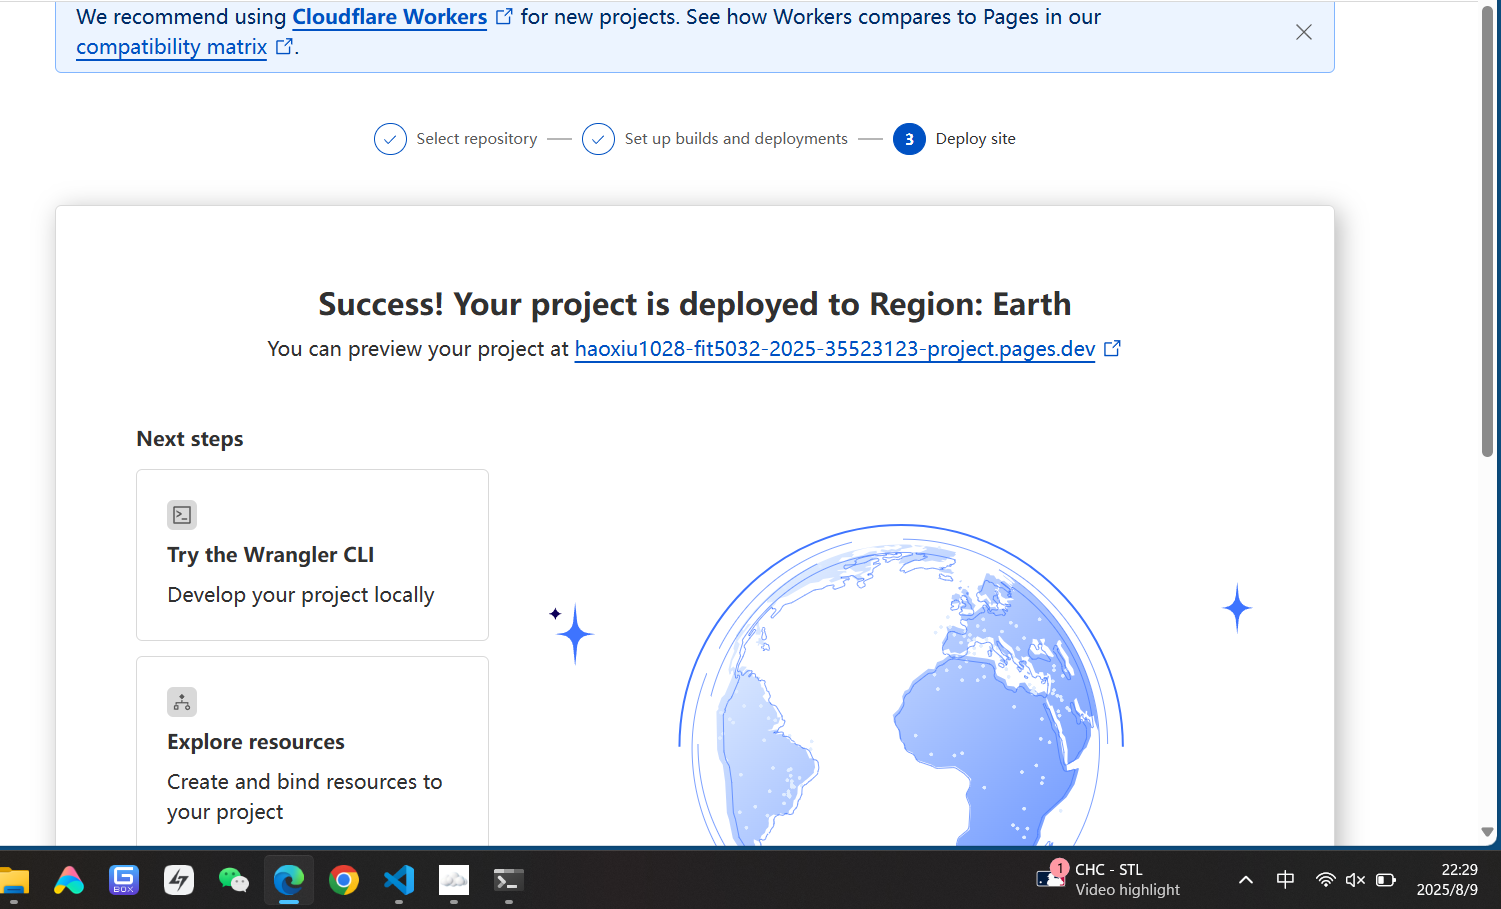 We recommend using Cloudflare Workers for new projects. See how Workers compares to Pages in our
compatibility matrix .
Select repository
Set up builds and deployments
3 Deploy site
Success! Your project is deployed to Region: Earth
You can preview your project at haoxiu1028-fit5032-2025-35523123-project.pages.dev
Next steps
Try the Wrangler CLI
Develop your project locally
Explore resources
Create and bind resources to
your project
G
BOX
1
CHC - STL
Video highlight
中
22:29
2025/8/9